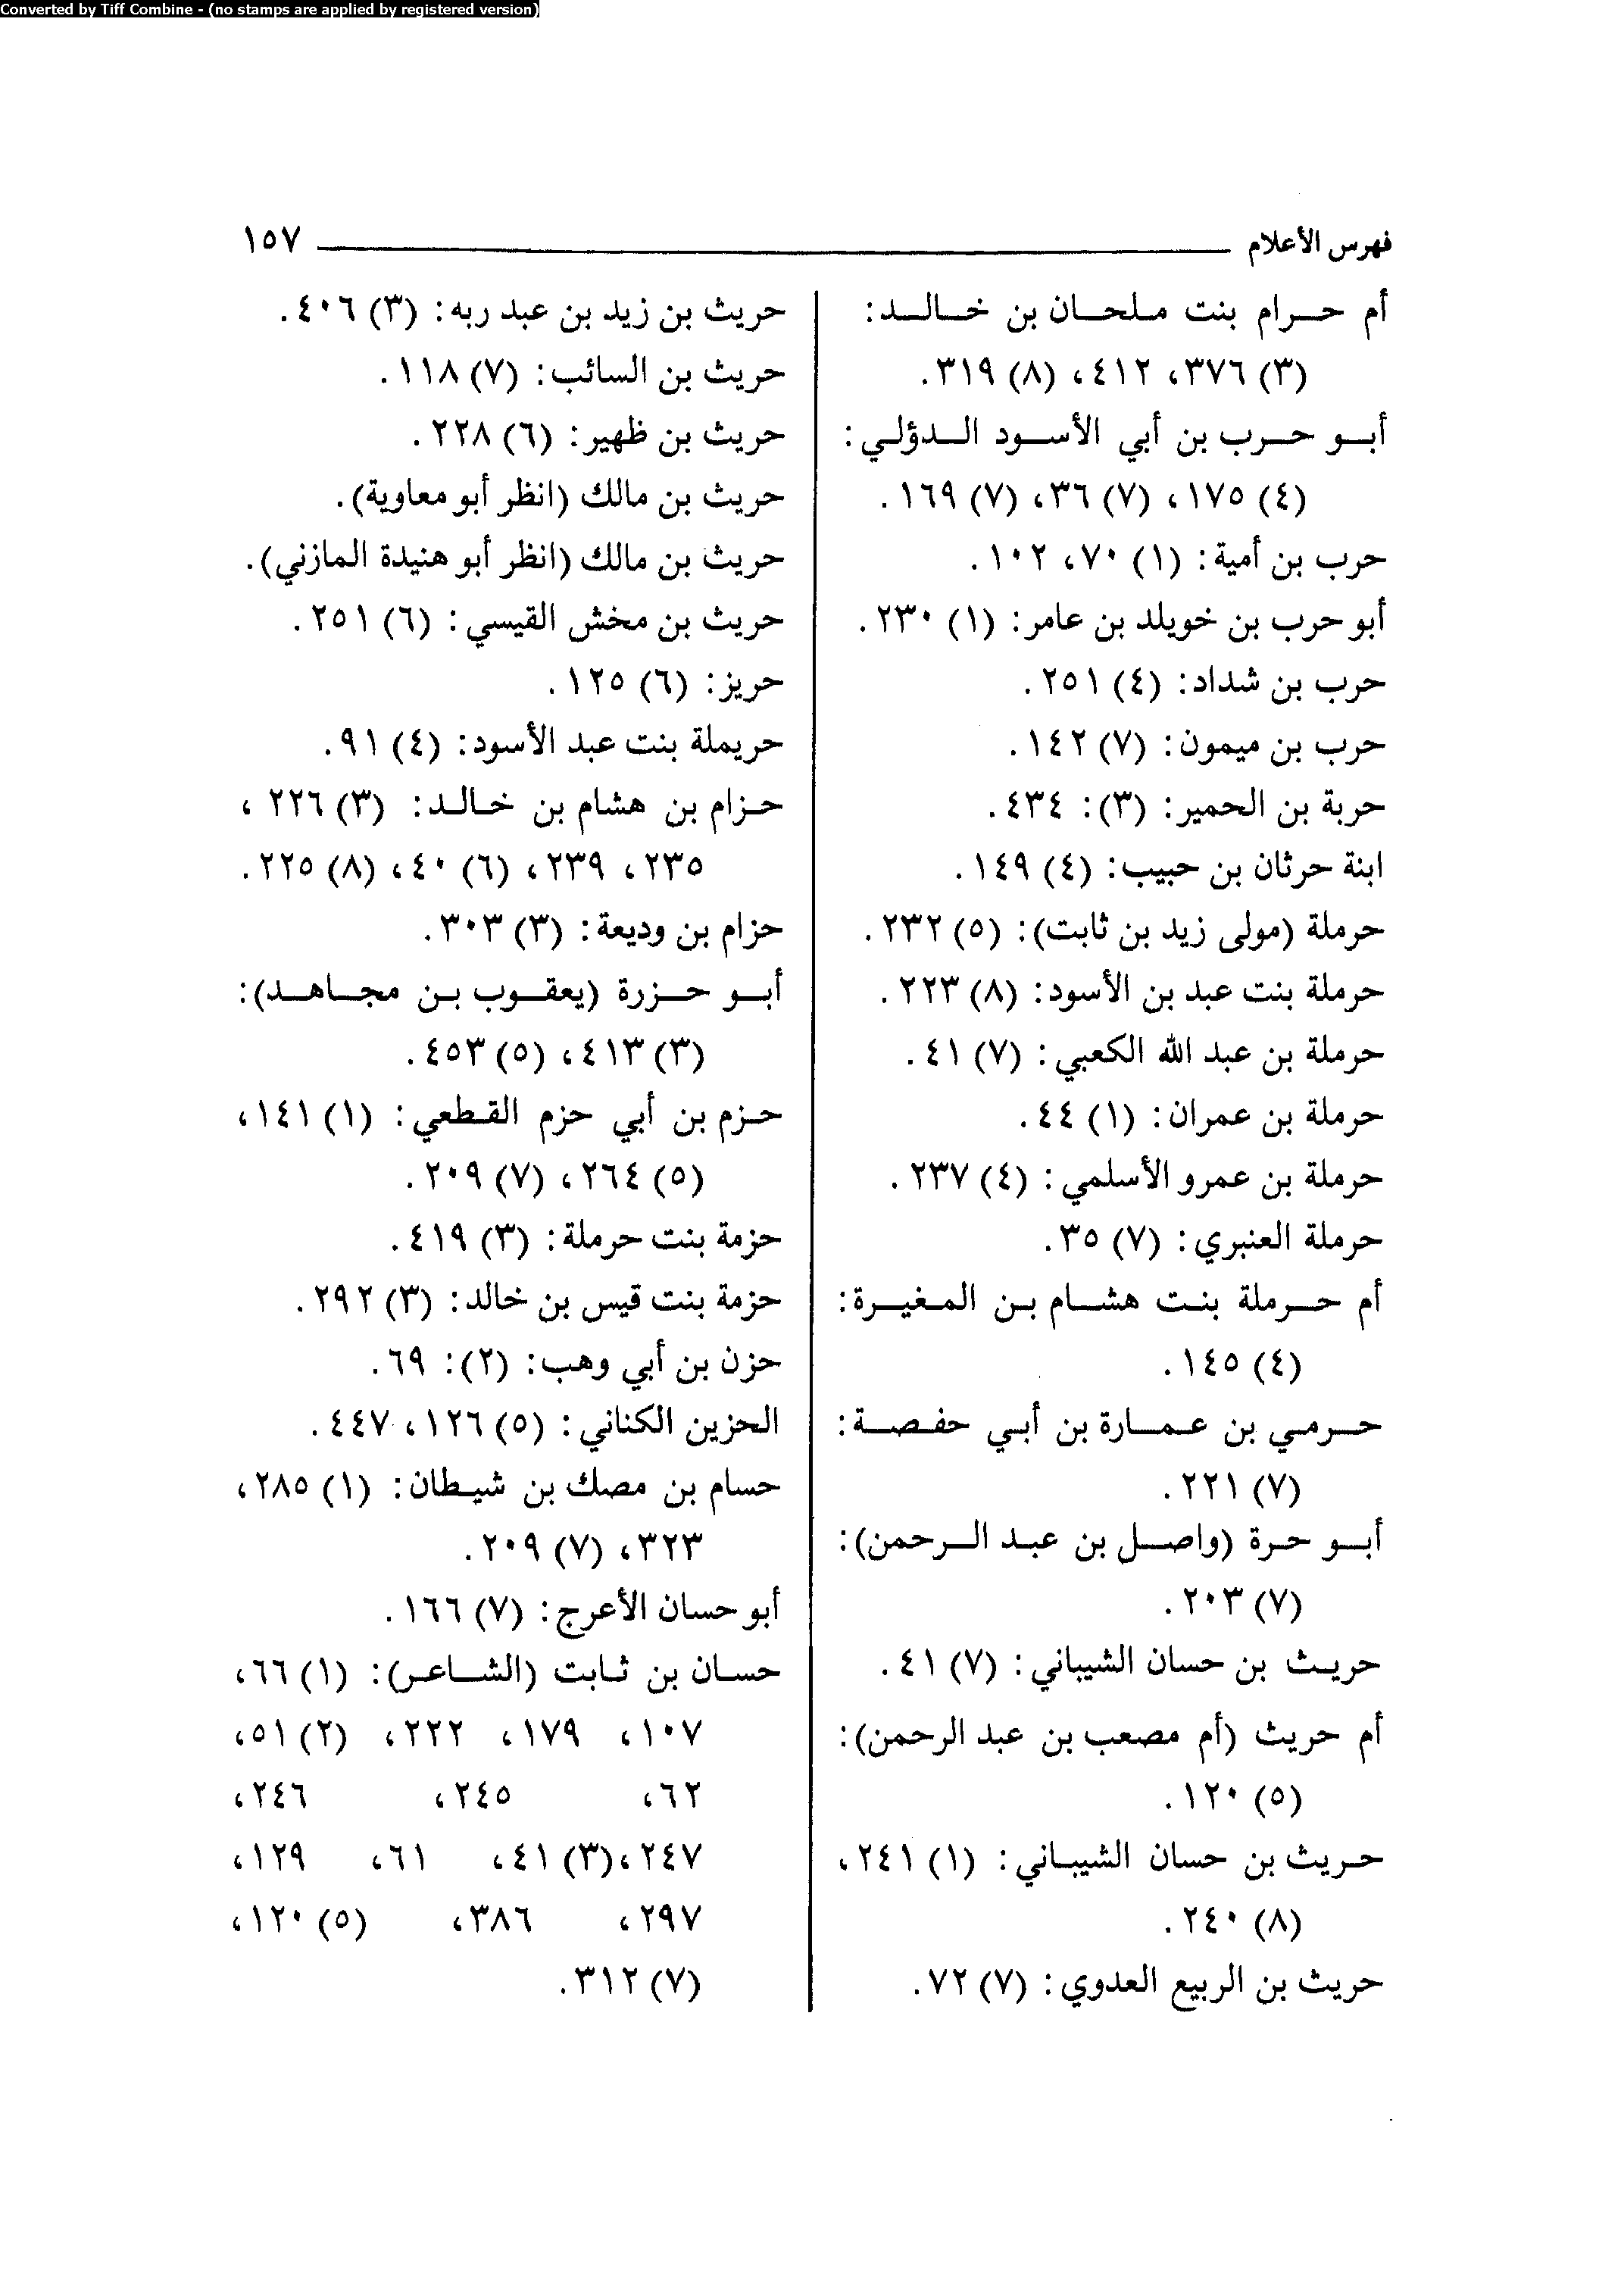 Converted by Tiff Combine - (no stamps are applied by registered version)
فهرس الأعلام ١٥٧
أم حرام بنت ملحان بن خالد:
(٣) ٣٧٦، ٤١٢، (٨) ٣١٩.
أبو حرب بن أبي الأسود الدؤلي:
(٤) ١٧٥، (٧) ٣٦، (٧) ١٦٩.
حرب بن أمية: (١) ٧٠، ١٠٢.
أبو حرب بن خويلد بن عامر: (١) ٢٣٠.
حرب بن شداد: (٤) ٢٥١.
حرب بن ميمون: (٧) ١٤٢.
حربة بن الحمير: (٣): ٤٣٤.
ابنة حرثان بن حبيب: (٤) ١٤٩.
حرملة (مولى زيد بن ثابت): (٥) ٢٣٢.
حرملة بنت عبد بن الأسود: (٨) ٢٢٣.
حرملة بن عبد الله الكعبي: (٧) ٤١.
حرملة بن عمران: (١) ٤٤.
حرملة بن عمرو الأسلمي: (٤) ٢٣٧.
حرملة العنبري: (٧) ٣٥.
أم حرملة بنت هشام بن المغيرة:
(٤) ١٤٥.
حرمي بن عمارة بن أبي حفصة:
(٧) ٢٢١.
أبو حرة (واصل بن عبد الرحمن):
(٧) ٢٠٣.
حريث بن حسان الشيباني: (٧) ٤١.
أم حريث (أم مصعب بن عبد الرحمن):
(٥) ١٢٠.
حريث بن حسان الشيباني: (١) ٢٤١،
(٨) ٢٤٠.
حريث بن الربيع العدوي: (٧) ٧٢.
حريث بن زيد بن عبد ربه: (٣) ٤٠٦.
حريث بن السائب: (٧) ١١٨.
حريث بن ظهير: (٦) ٢٢٨.
حريث بن مالك (انظر أبو معاوية).
حريث بن مالك (انظر أبو هنيدة المازني).
حريث بن مخش القيسي: (٦) ٢٥١.
حريز: (٦) ١٢٥.
حريملة بنت عبد الأسود: (٤) ٩١.
حزام بن هشام بن خالد: (٣) ٢٢٦،
٢٣٥، ٢٣٩، (٦) ٤٠، (٨) ٢٢٥.
حزام بن وديعة: (٣) ٣٠٣.
أبو حزرة (يعقوب بن مجاهد):
(٣) ٤١٣، (٥) ٤٥٣.
حزم بن أبي حزم القطعي: (١) ١٤١،
(٥) ٢٦٤، (٧) ٢٠٩.
حزمة بنت حرملة: (٣) ٤١٩.
حزمة بنت قيس بن خالد: (٣) ٢٩٢.
حزن بن أبي وهب: (٢): ٦٩.
الحزين الكناني: (٥) ١٢٦، ٤٤٧.
حسام بن مصك بن شيطان: (١) ٢٨٥،
٣٢٣، (٧) ٢٠٩.
أبو حسان الأعرج: (٧) ١٦٦.
حسان بن ثابت (الشاعر): (١) ٦٦،
١٠٧، ١٧٩، ٢٢٢، (٢) ٥١،
٦٢، ٢٤٥، ٢٤٦،
٢٤٧،(٣) ٤١، ٦١، ١٢٩،
٢٩٧، ٣٨٦، (٥) ١٢٠،
(٧) ٣١٢.